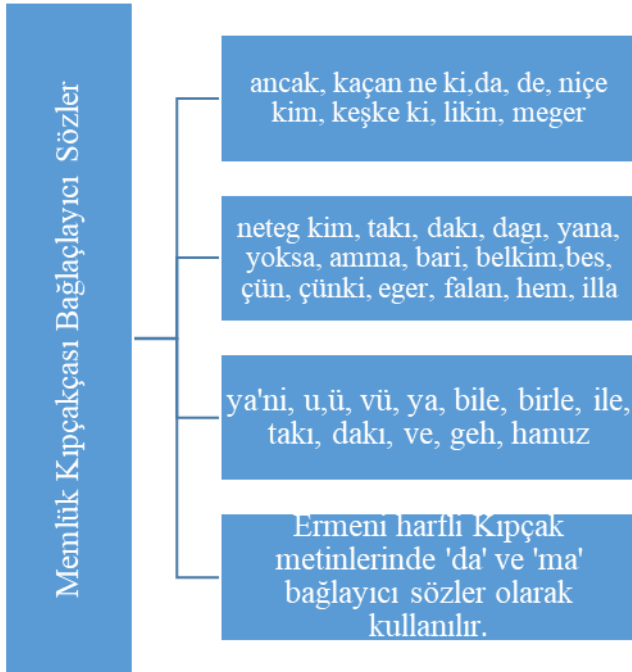 Memlük Kıpçakçası Bağlaçlayıcı Sözler
ancak, kaçan ne ki,da, de, niçe
kim, keşke ki, likin, meger
neteg kim, takı, dakı, dagı, yana,
yoksa, amma, bari, belkim,bes,
çün, çünki, eger, falan, hem, illa
ya'ni, u,ü, vü, ya, bile, birle, ile,
takı, dakı, ve, geh, hanuz
Ermeni harfli Kıpçak
metinlerinde 'da' ve 'ma'
bağlayıcı sözler olarak
kullanılır.